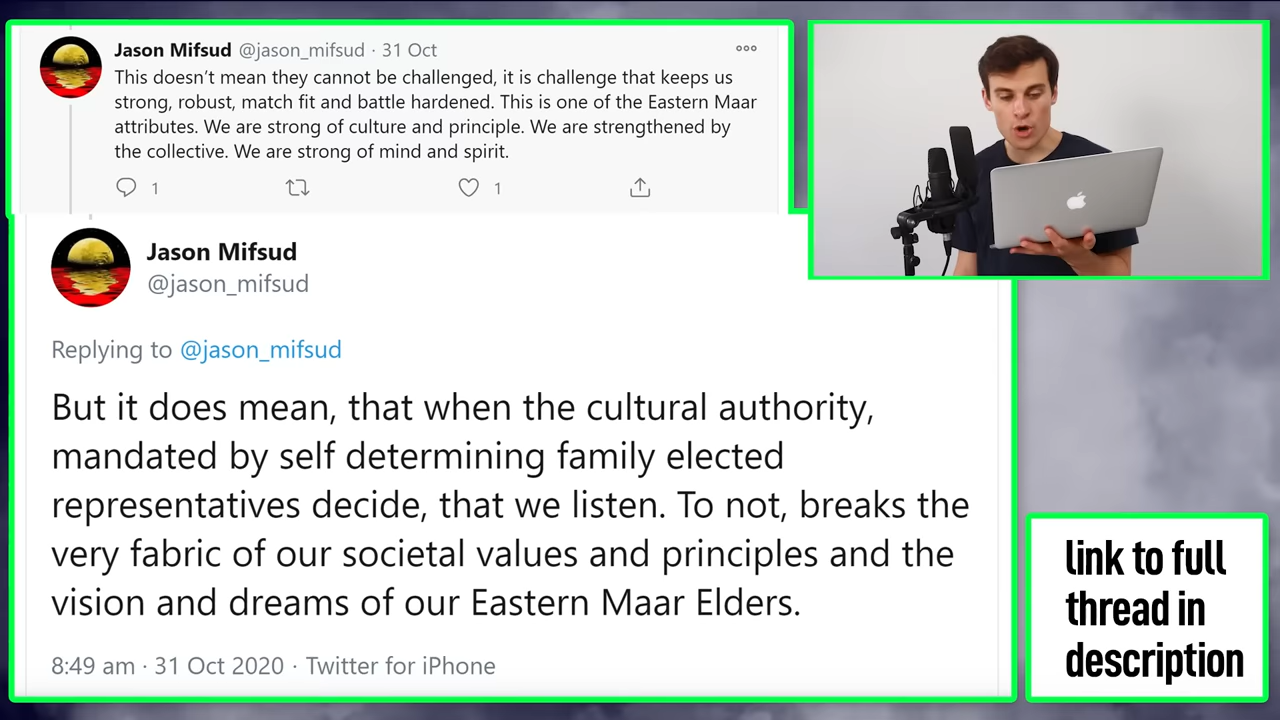 Jason Mifsud @jason_mifsud · 31 Oct
This doesn’t mean they cannot be challenged, it is challenge that keeps us
strong, robust, match fit and battle hardened. This is one of the Eastern Maar
attributes. We are strong of culture and principle. We are strengthened by
the collective. We are strong of mind and spirit.
1 1
Jason Mifsud
@jason_mifsud
Replying to @jason_mifsud
But it does mean, that when the cultural authority,
mandated by self determining family elected
representatives decide, that we listen. To not, breaks the
very fabric of our societal values and principles and the
vision and dreams of our Eastern Maar Elders.
8:49 am · 31 Oct 2020 · Twitter for iPhone
link to full
thread in
description